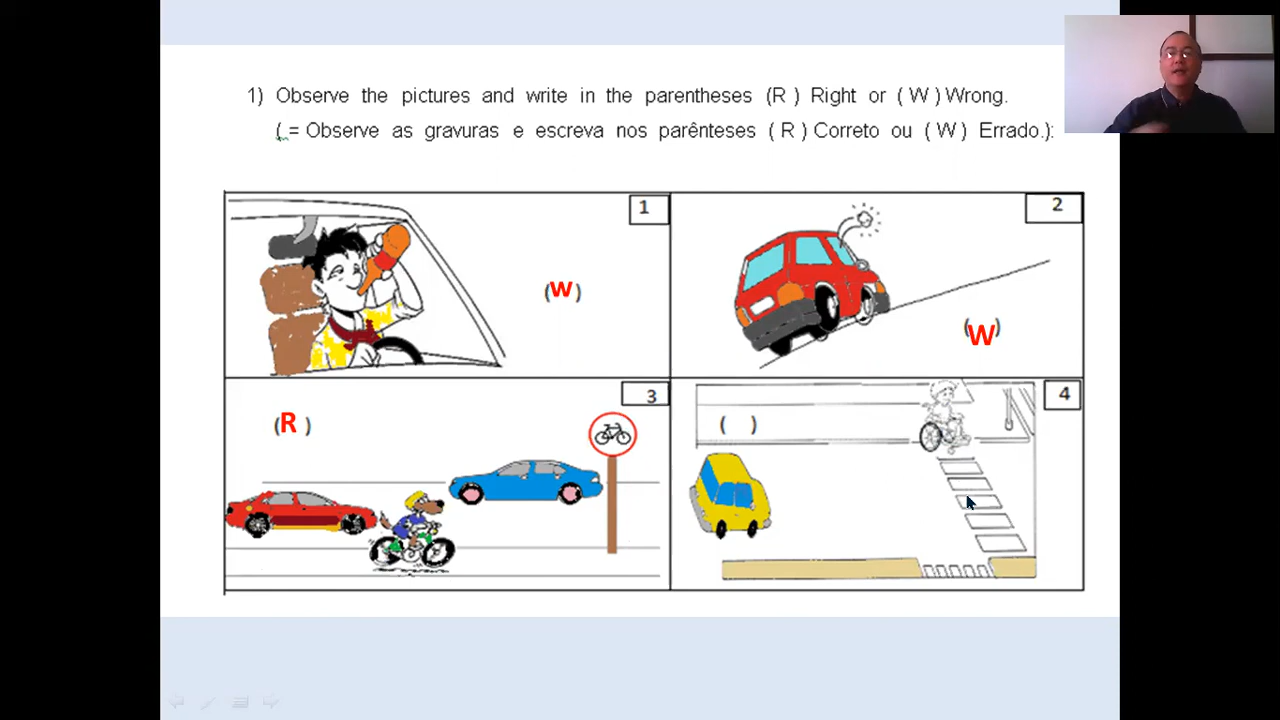 1) Observe the pictures and write in the parentheses (R ) Right or ( W ) Wrong.
( = Observe as gravuras e escreva nos parênteses ( R ) Correto ou ( W ) Errado.):
1
(W )
2
(W)
3
(R )
4
( )